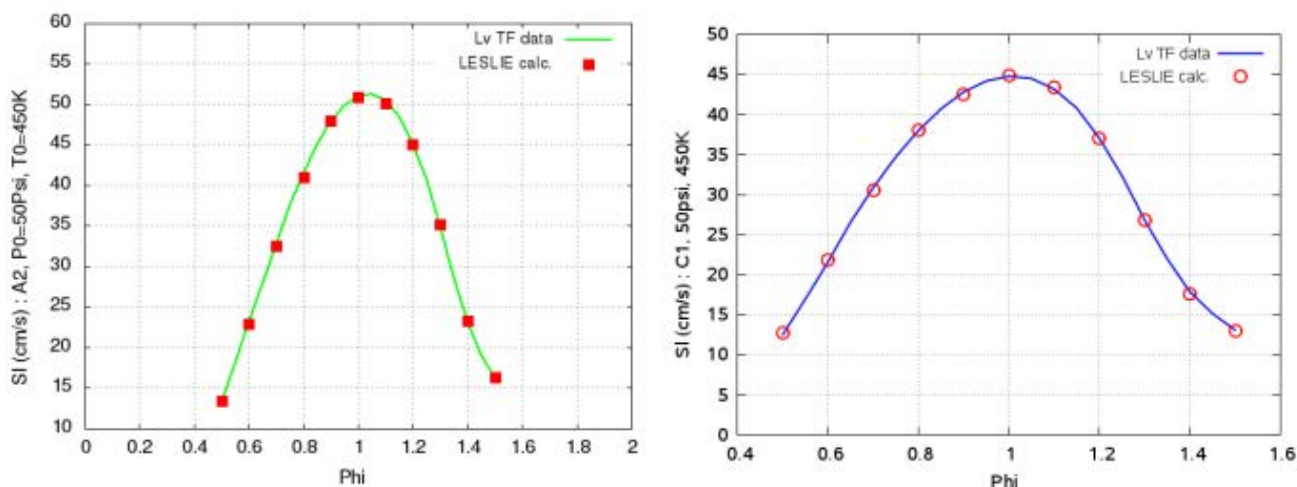 Sl (cm/s) : A2, P0=50Psi, T0=450K
60
55
50
45
40
35
30
25
20
15
10
Lv TF data
LESLIE calc.
0 0.2 0.4 0.6 0.8 1 1.2 1.4 1.6 1.8 2
Phi
Sl (cm/s) : C1, 50psi, 450K
50
45
40
35
30
25
20
15
10
5
0
Lv TF data
LESLIE calc.
0.4 0.6 0.8 1 1.2 1.4 1.6
Phi